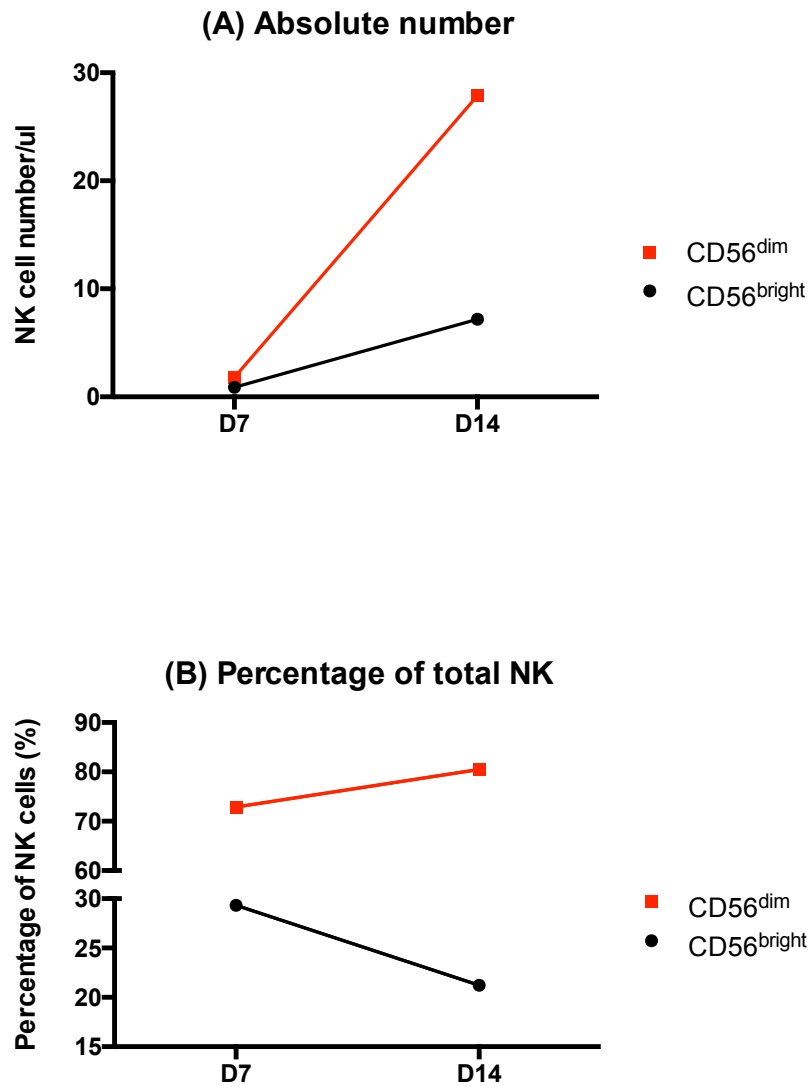 (A) Absolute number
NK cell number/ul
30
20
10
0
D7
D14
CD56dim
CD56bright
(B) Percentage of total NK
Percentage of NK cells (%)
90
80
70
60
30
25
20
15
D7
D14
CD56dim
CD56bright